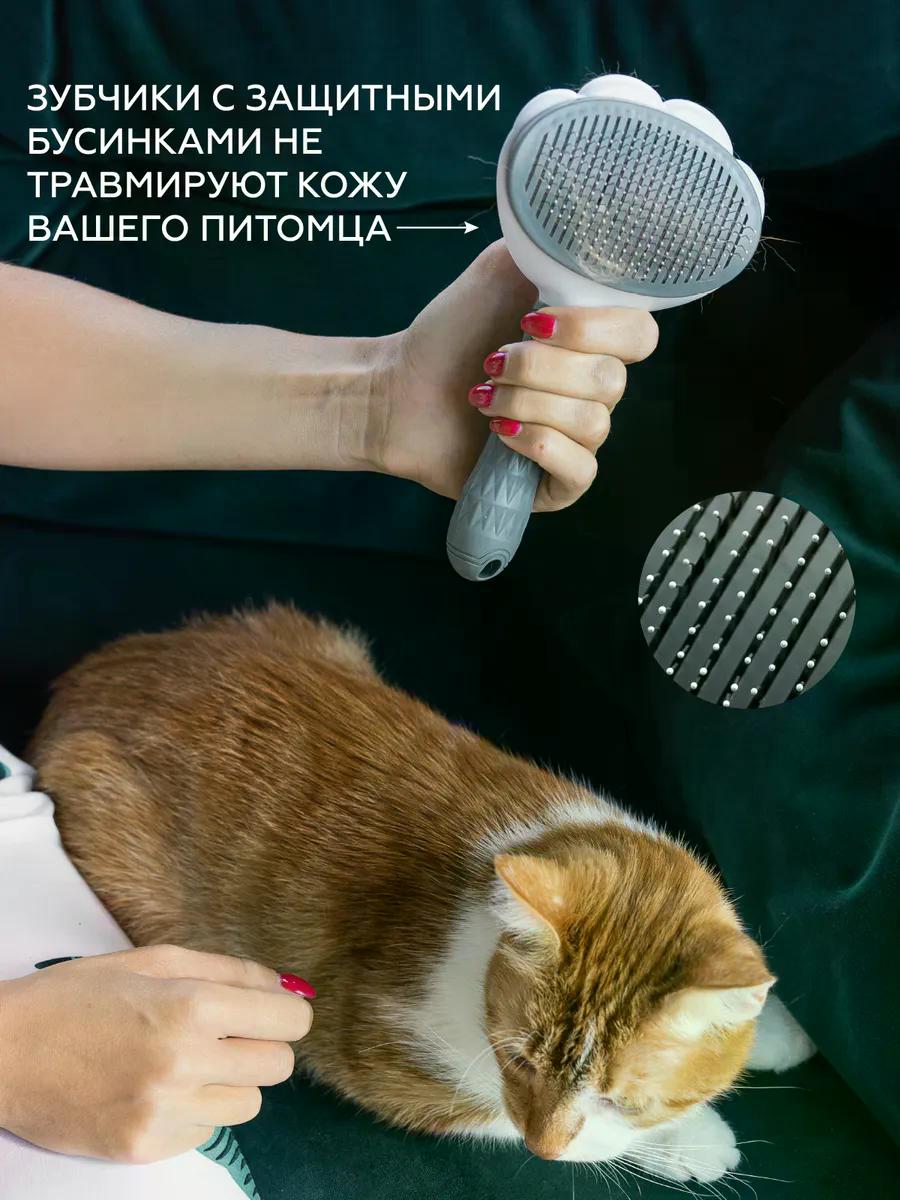 ЗУБЧИКИ С ЗАЩИТНЫМИ
БУСИНКАМИ НЕ
ТРАВМИРУЮТ КОЖУ
ВАШЕГО ПИТОМЦА